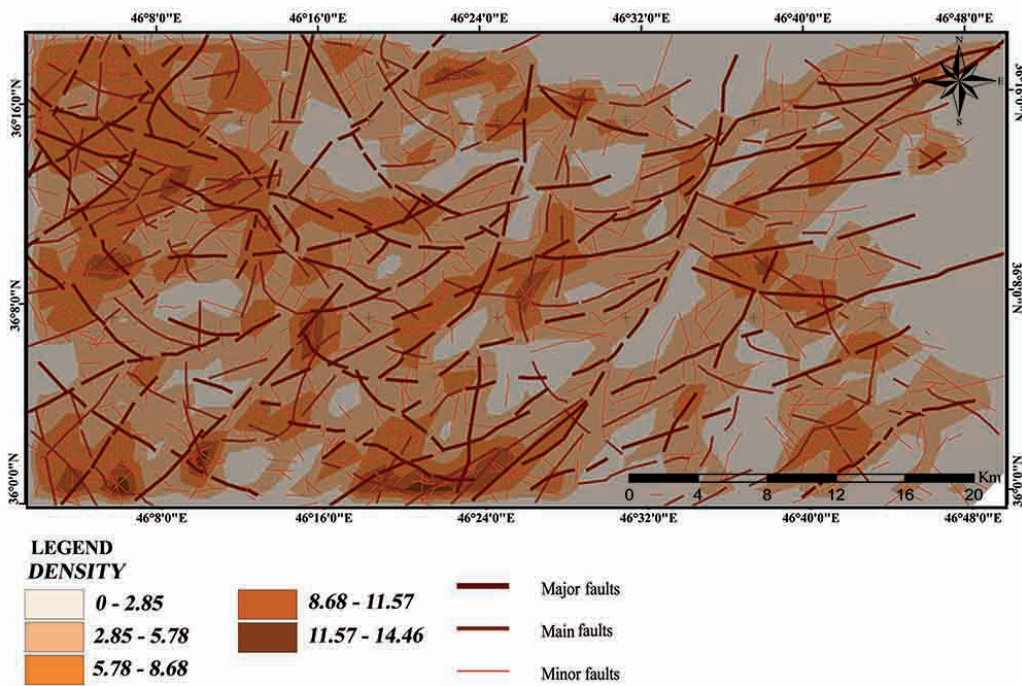 46°8'0"E 46°16'0"E 46°24'0"E 46°32'0"E 46°40'0"E 46°48'0"E
N
W E
S
36°16'0"N 36°16'0"N
36°8'0"N 36°8'0"N
36°0'0"N 36°0'0"N
Km
0 4 8 12 16 20
46°8'0"E 46°16'0"E 46°24'0"E 46°32'0"E 46°40'0"E 46°48'0"E
LEGEND
DENSITY
0 - 2.85 8.68 - 11.57 Major faults
2.85 - 5.78 11.57 - 14.46 Main faults
5.78 - 8.68 Minor faults